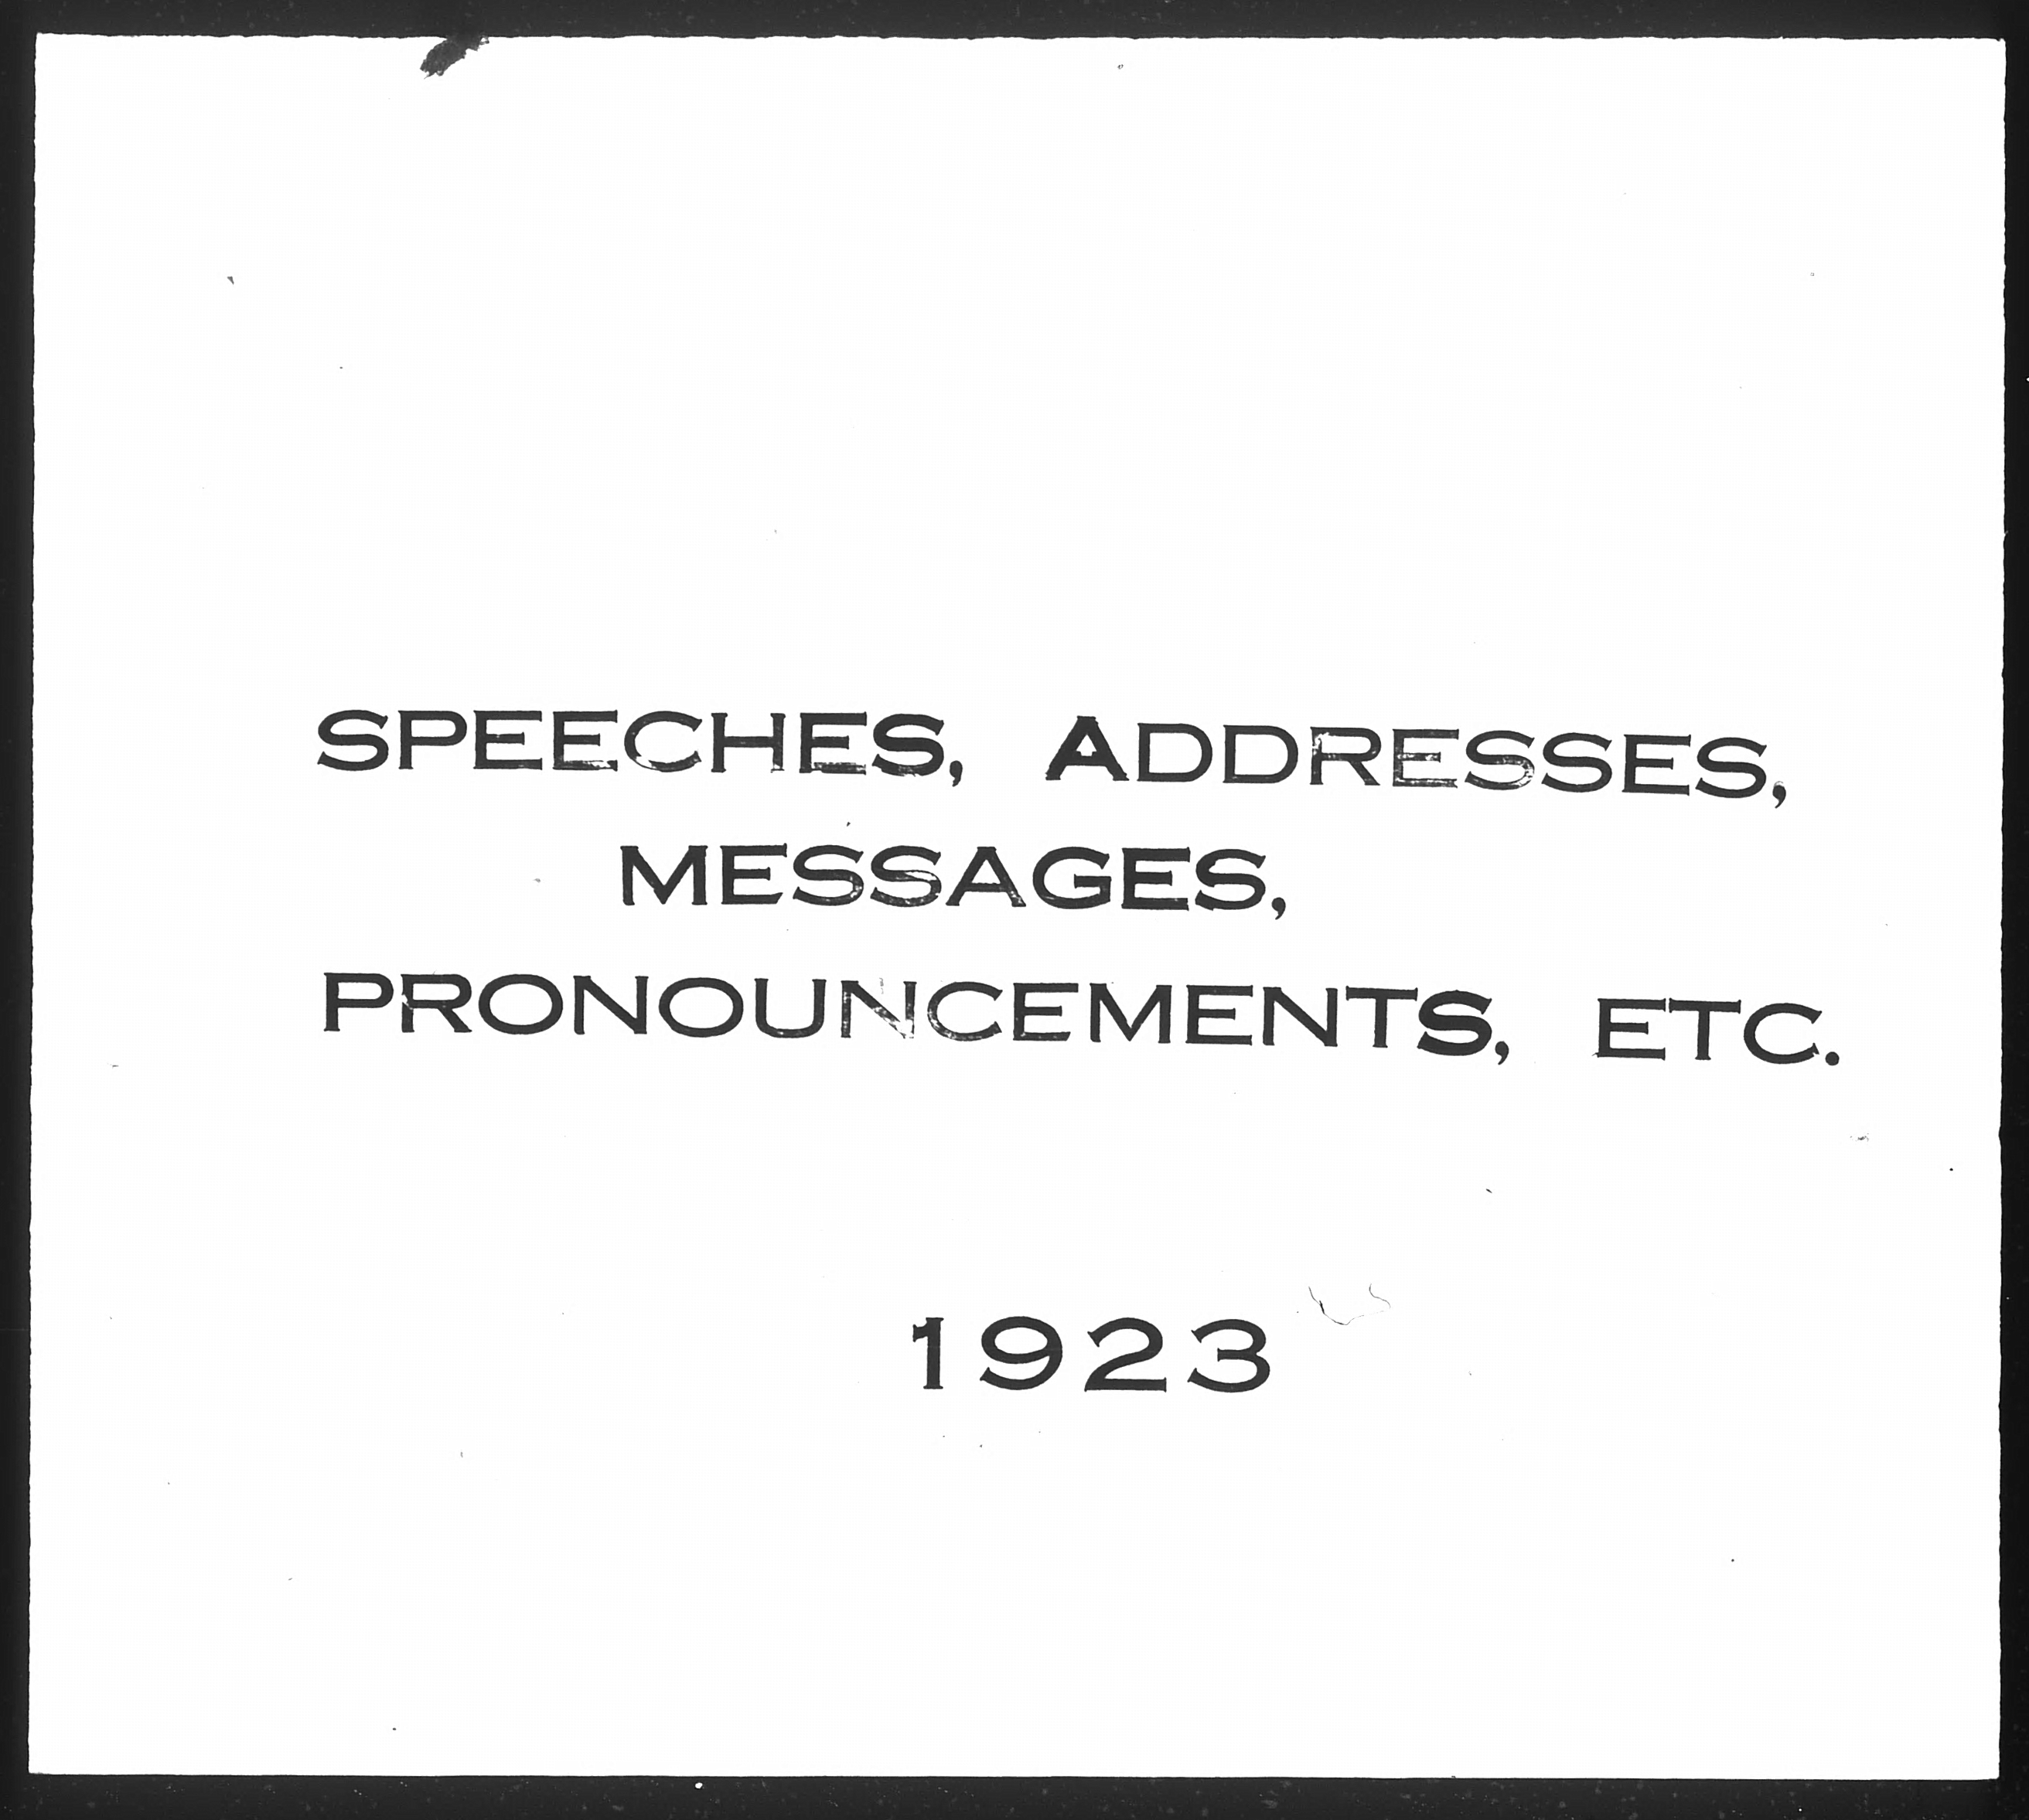 SPEECHES, ADDRESSES,
MESSAGES,
PRONOUNCEMENTS, ETC.
1923